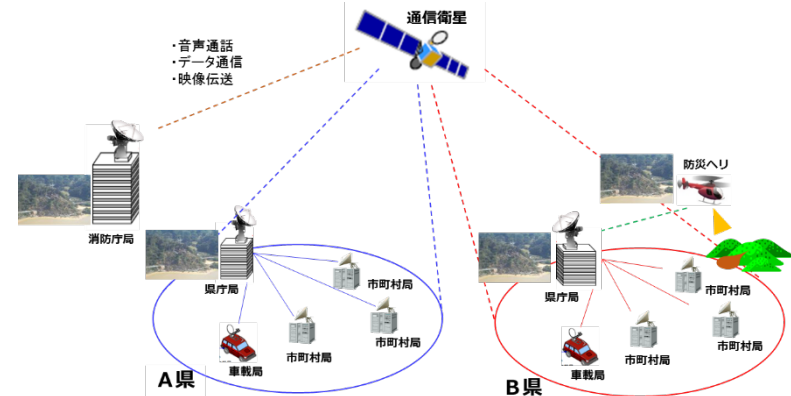 通信衛星
・音声通話
・データ通信
・映像伝送
消防庁局
防災ヘリ
県庁局
市町村局
市町村局
市町村局
車載局
A県
県庁局
市町村局
市町村局
市町村局
車載局
B県